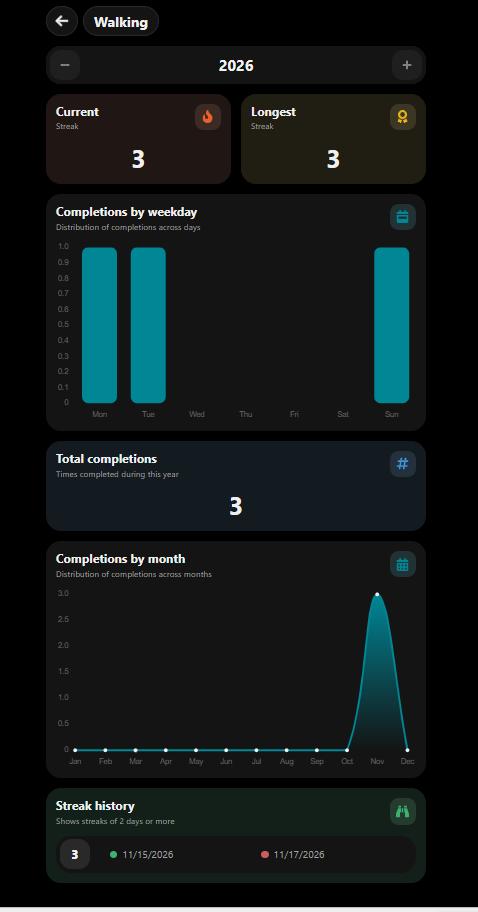 Walking
2026
Current
Streak
3
Longest
Streak
3
Completions by weekday
Distribution of completions across days
1.0
0.9
0.8
0.7
0.6
0.5
0.4
0.3
0.2
0.1
0
Mon Tue Wed Thu Fri Sat Sun
Total completions
Times completed during this year
3
Completions by month
Distribution of completions across months
3.0
2.5
2.0
1.5
1.0
0.5
0
Jan Feb Mar Apr May Jun Jul Aug Sep Oct Nov Dec
Streak history
Shows streaks of 2 days or more
3 11/15/2026 11/17/2026